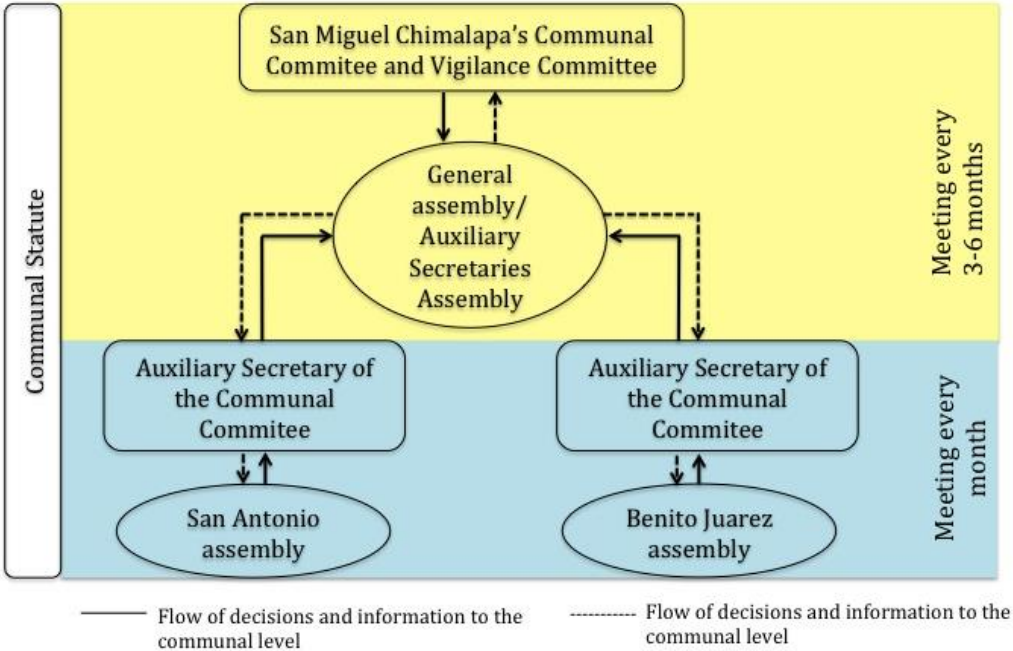 San Miguel Chimalapa's Communal
Commitee and Vigilance Committee
General
assembly/
Auxiliary
Secretaries
Assembly
Meeting every
3-6 months
Communal Statute
Auxiliary Secretary of
the Communal
Commitee
Auxiliary Secretary of
the Communal
Commitee
Meeting every
month
San Antonio
assembly
Benito Juarez
assembly
Flow of decisions and information to the
communal level
Flow of decisions and information to the
communal level